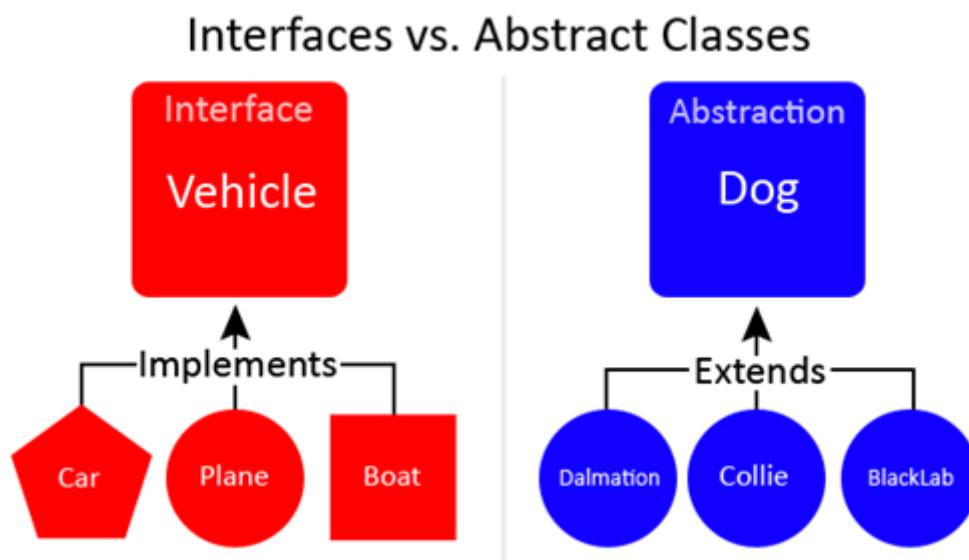 Interfaces vs. Abstract Classes
Interface
Vehicle
Implements
Car
Plane
Boat
Abstraction
Dog
Extends
Dalmation
Collie
BlackLab